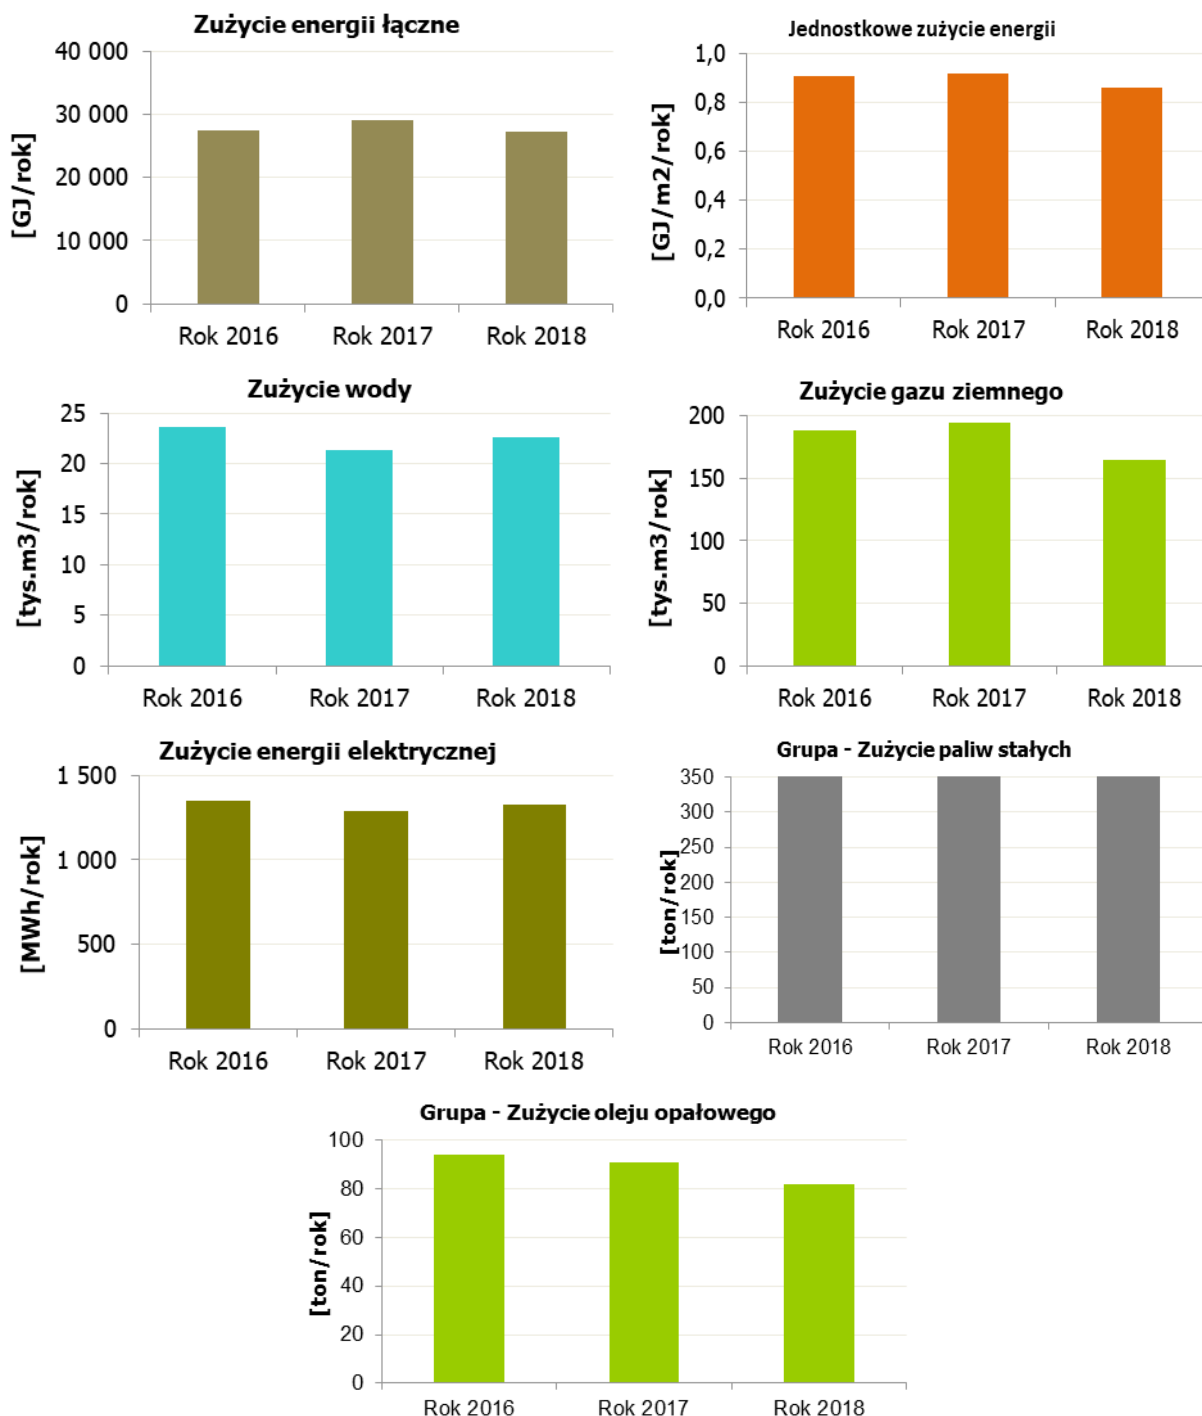 Zużycie energii łączne
[GJ/rok]
40 000
30 000
20 000
10 000
0
Rok 2016 Rok 2017 Rok 2018
Jednostkowe zużycie energii
[GJ/m2/rok]
1,0
0,8
0,6
0,4
0,2
0,0
Rok 2016 Rok 2017 Rok 2018
Zużycie wody
[tys.m3/rok]
25
20
15
10
5
0
Rok 2016 Rok 2017 Rok 2018
Zużycie gazu ziemnego
[tys.m3/rok]
200
150
100
50
0
Rok 2016 Rok 2017 Rok 2018
Zużycie energii elektrycznej
[MWh/rok]
1 500
1 000
500
0
Rok 2016 Rok 2017 Rok 2018
Grupa - Zużycie paliw stałych
[ton/rok]
350
300
250
200
150
100
50
0
Rok 2016 Rok 2017 Rok 2018
Grupa - Zużycie oleju opałowego
[ton/rok]
100
80
60
40
20
0
Rok 2016 Rok 2017 Rok 2018